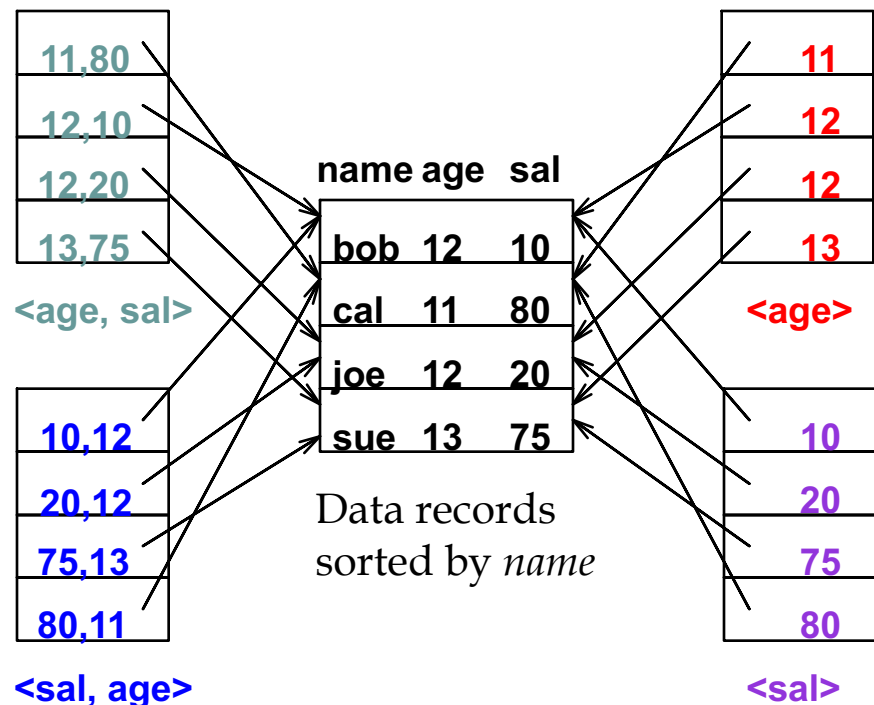 11,80
12,10
12,20
13,75
<age, sal>
10,12
20,12
75,13
80,11
<sal, age>
name age sal
bob 12 10
cal 11 80
joe 12 20
sue 13 75
Data records
sorted by name
11
12
12
13
<age>
10
20
75
80
<sal>